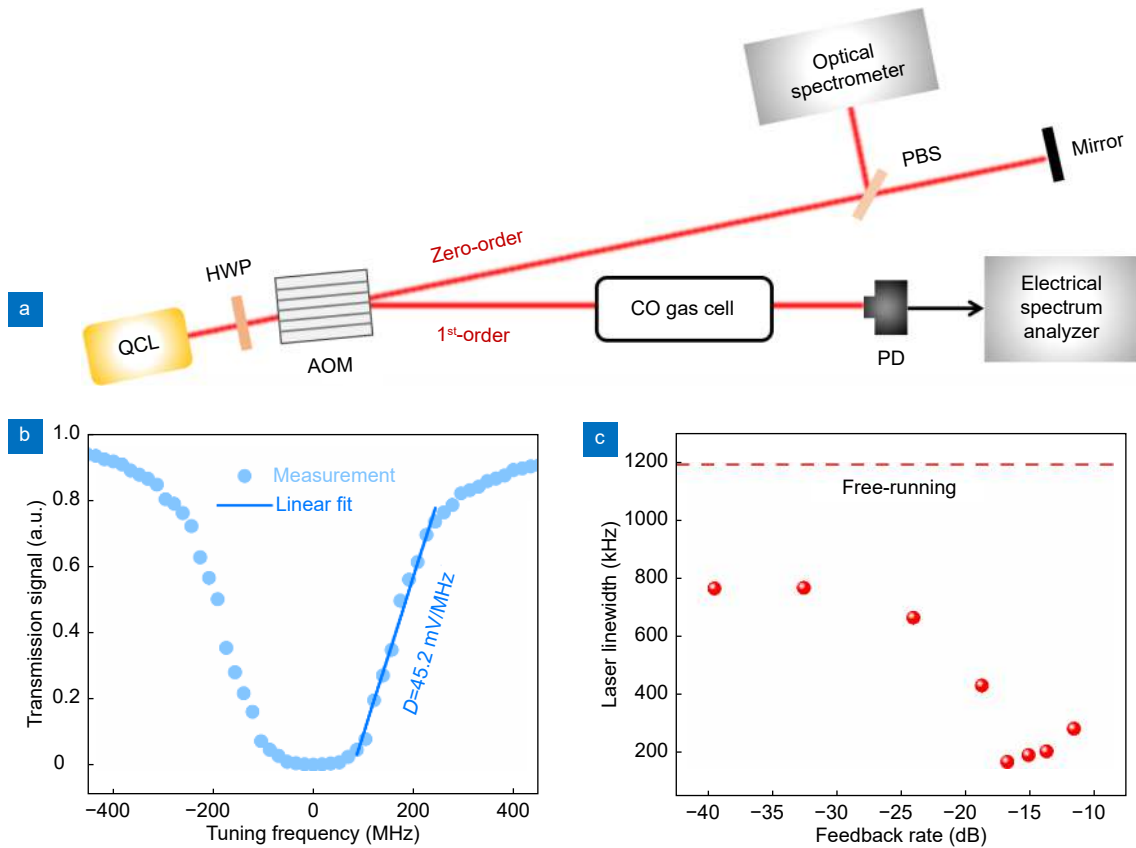 a
Optical
spectrometer
PBS
Mirror
Zero-order
HWP
QCL
AOM
1st-order
CO gas cell
PD
Electrical
spectrum
analyzer
b
Transmission signal (a.u.)
1.0
0.8
0.6
0.4
0.2
0
Measurement
Linear fit
D=45.2 mV/MHz
−400
−200
0
200
400
Tuning frequency (MHz)
c
Laser linewidth (kHz)
1200
1000
800
600
400
200
Free-running
−40
−35
−30
−25
−20
−15
−10
Feedback rate (dB)